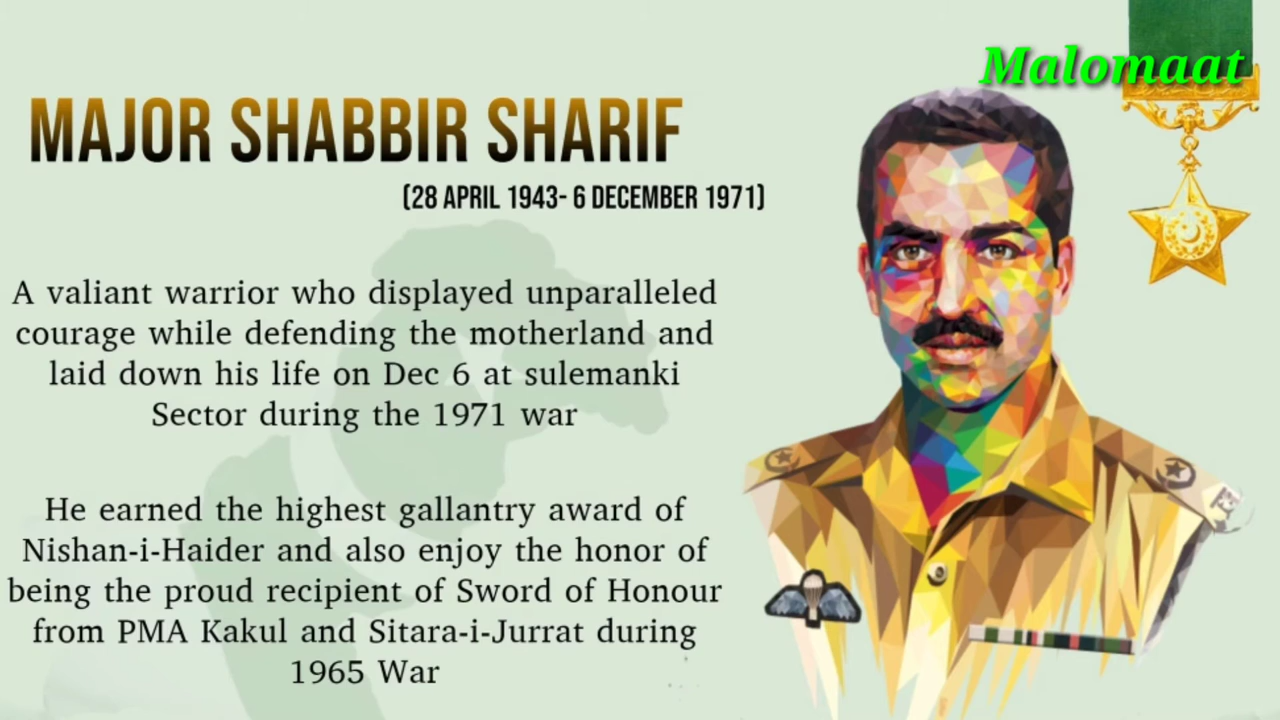 Malomaat
MAJOR SHABBIR SHARIF
(28 APRIL 1943- 6 DECEMBER 1971)
A valiant warrior who displayed unparalleled
courage while defending the motherland and
laid down his life on Dec 6 at sulemanki
Sector during the 1971 war
He earned the highest gallantry award of
Nishan-i-Haider and also enjoy the honor of
being the proud recipient of Sword of Honour
from PMA Kakul and Sitara-i-Jurrat during
1965 War